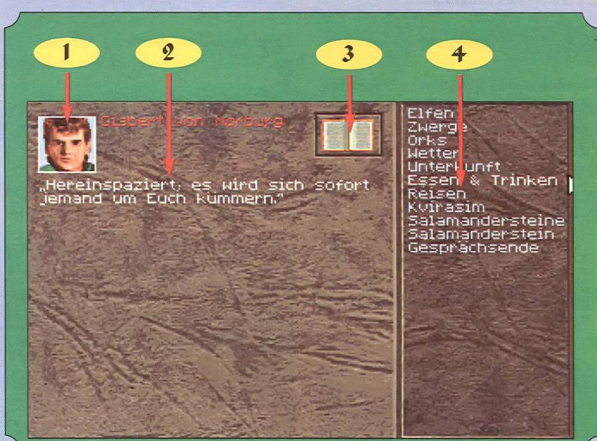 1
2
3
4
Gisbert von Harburg
„Hereinspaziert, es wird sich sofort
jemand um Euch kümmern."
Elfen
Zwerge
Orks
Wetter
Unterkunft
Essen & Trinken
Reisen
Kvirasim
Salamandersteine
Salamanderstein
Gesprächsende